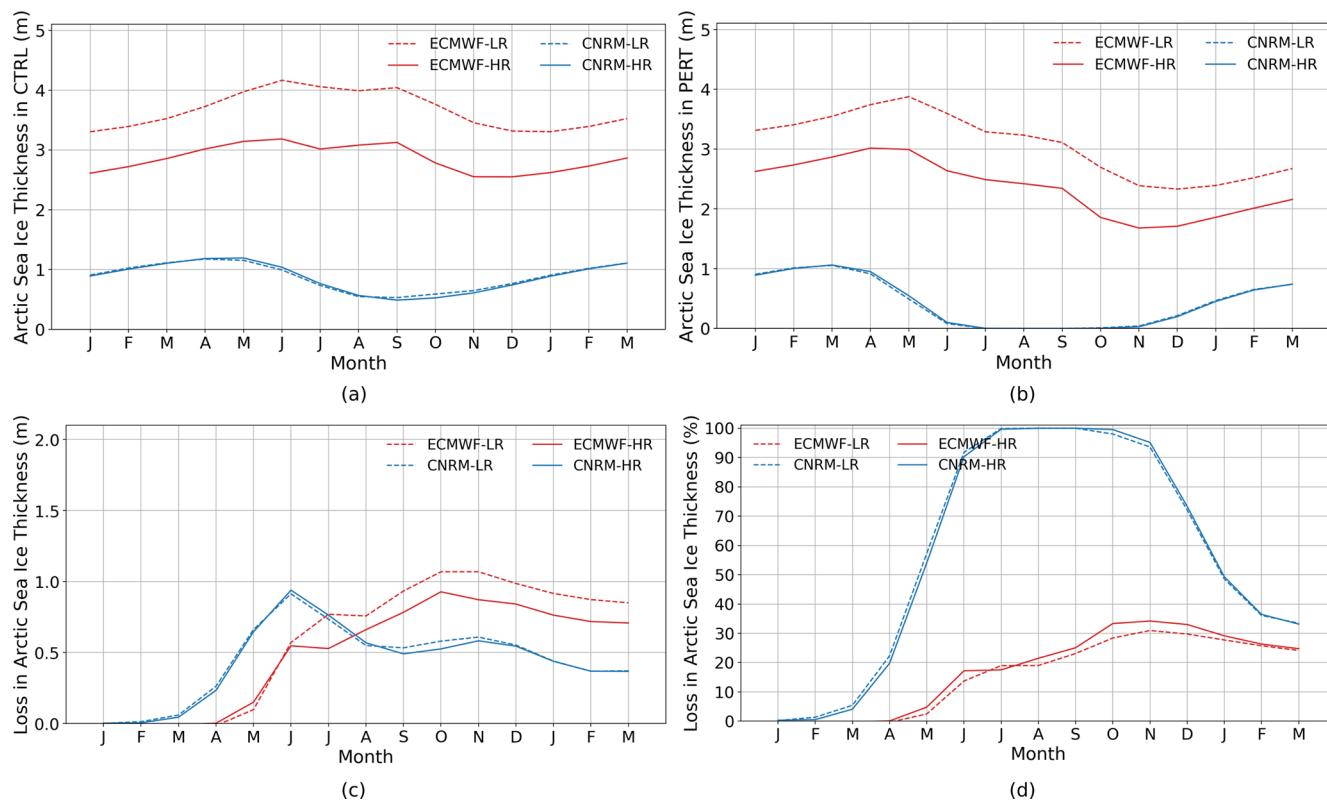 Arctic Sea Ice Thickness in CTRL (m)
5
4
3
2
1
0
ECMWF-LR
CNRM-LR
ECMWF-HR
CNRM-HR
J F M A M J J A S O N D J F M
Month
(a)
Arctic Sea Ice Thickness in PERT (m)
5
4
3
2
1
0
ECMWF-LR
CNRM-LR
ECMWF-HR
CNRM-HR
J F M A M J J A S O N D J F M
Month
(b)
Loss in Arctic Sea Ice Thickness (m)
2.0
1.5
1.0
0.5
0.0
ECMWF-LR
ECMWF-HR
CNRM-LR
CNRM-HR
J F M A M J J A S O N D J F M
Month
(c)
Loss in Arctic Sea Ice Thickness (%)
100
90
80
70
60
50
40
30
20
10
0
ECMWF-LR
ECMWF-HR
CNRM-LR
CNRM-HR
J F M A M J J A S O N D J F M
Month
(d)